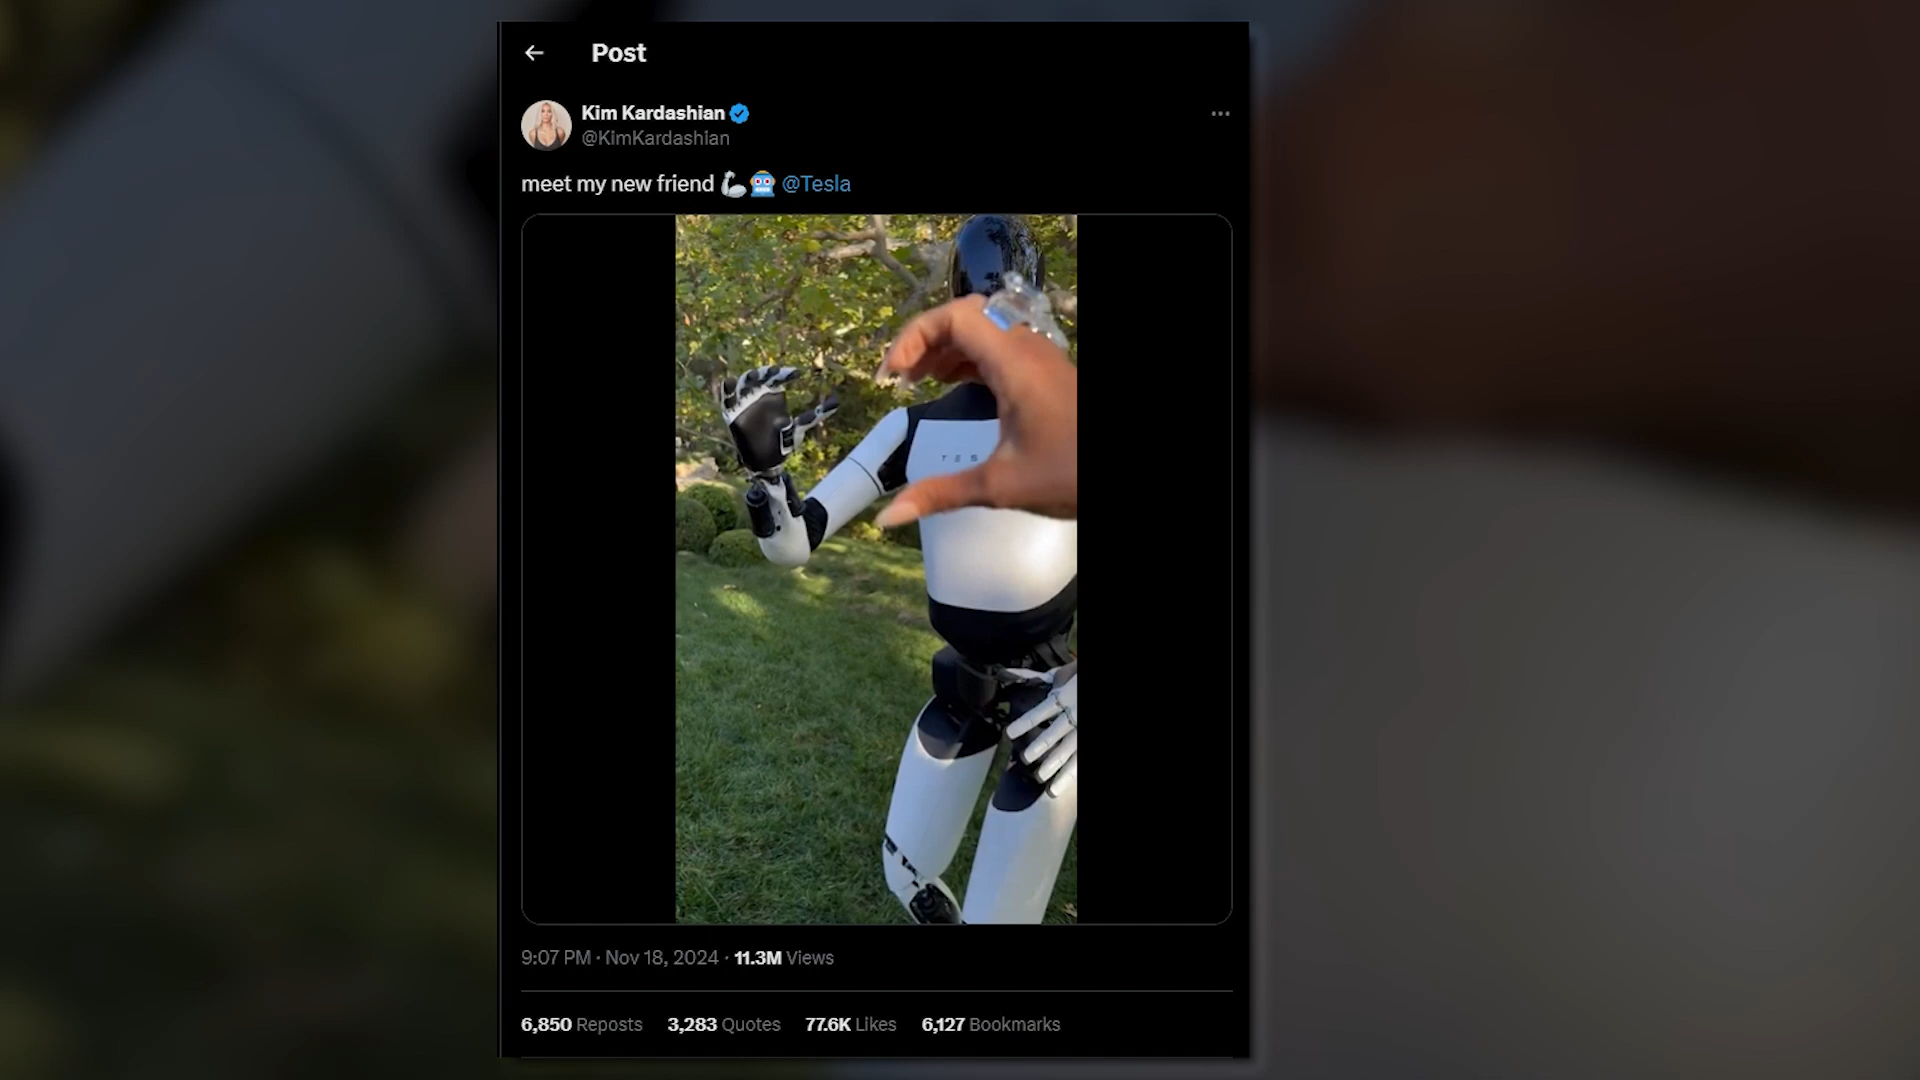 Post
Kim Kardashian
@KimKardashian
meet my new friend 🦾🤖 @Tesla
TES
9:07 PM · Nov 18, 2024 · 11.3M Views
6,850 Reposts 3,283 Quotes 77.6K Likes 6,127 Bookmarks